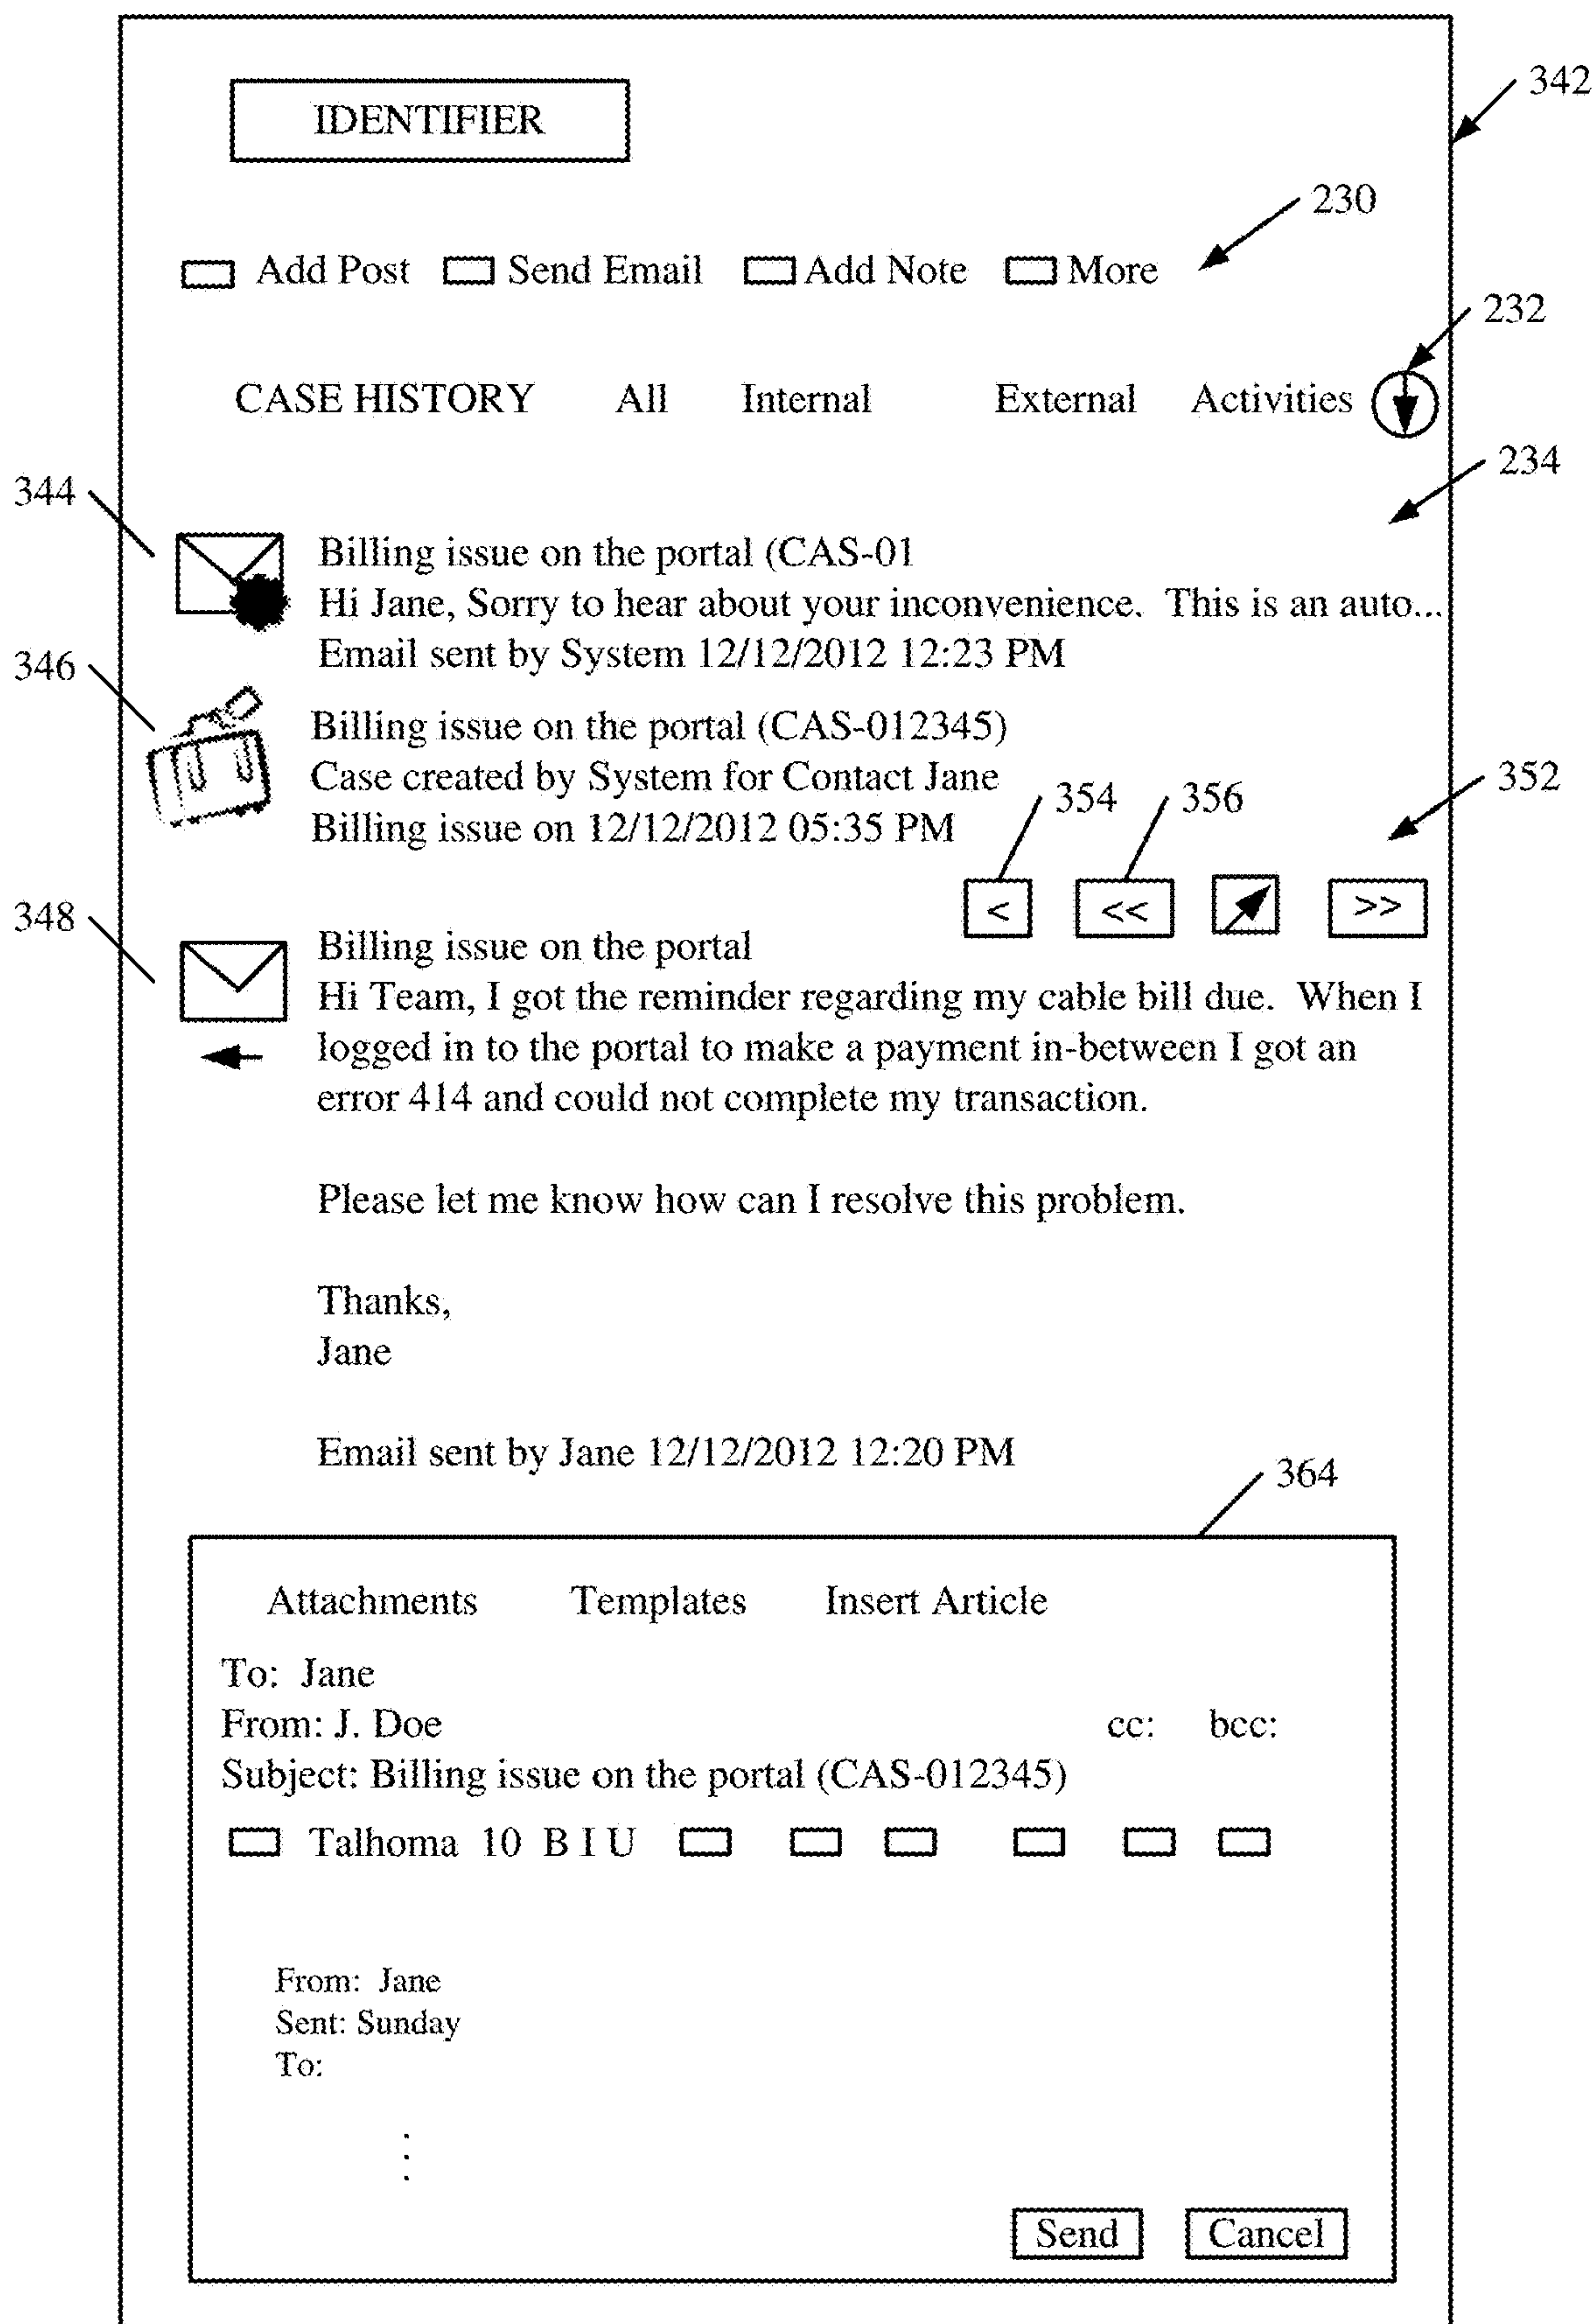 342
IDENTIFIER
230
Add Post Send Email Add Note More
232
CASE HISTORY All Internal External Activities
234
344
Billing issue on the portal (CAS-01
Hi Jane, Sorry to hear about your inconvenience. This is an auto...
Email sent by System 12/12/2012 12:23 PM
346
Billing issue on the portal (CAS-012345)
Case created by System for Contact Jane
354 356 352
Billing issue on 12/12/2012 05:35 PM
< << >>
348
Billing issue on the portal
Hi Team, I got the reminder regarding my cable bill due. When I
logged in to the portal to make a payment in-between I got an
error 414 and could not complete my transaction.
Please let me know how can I resolve this problem.
Thanks,
Jane
Email sent by Jane 12/12/2012 12:20 PM
364
Attachments Templates Insert Article
To: Jane
From: J. Doe cc: bcc:
Subject: Billing issue on the portal (CAS-012345)
Talhoma 10 B I U
From: Jane
Sent: Sunday
To:
Send Cancel